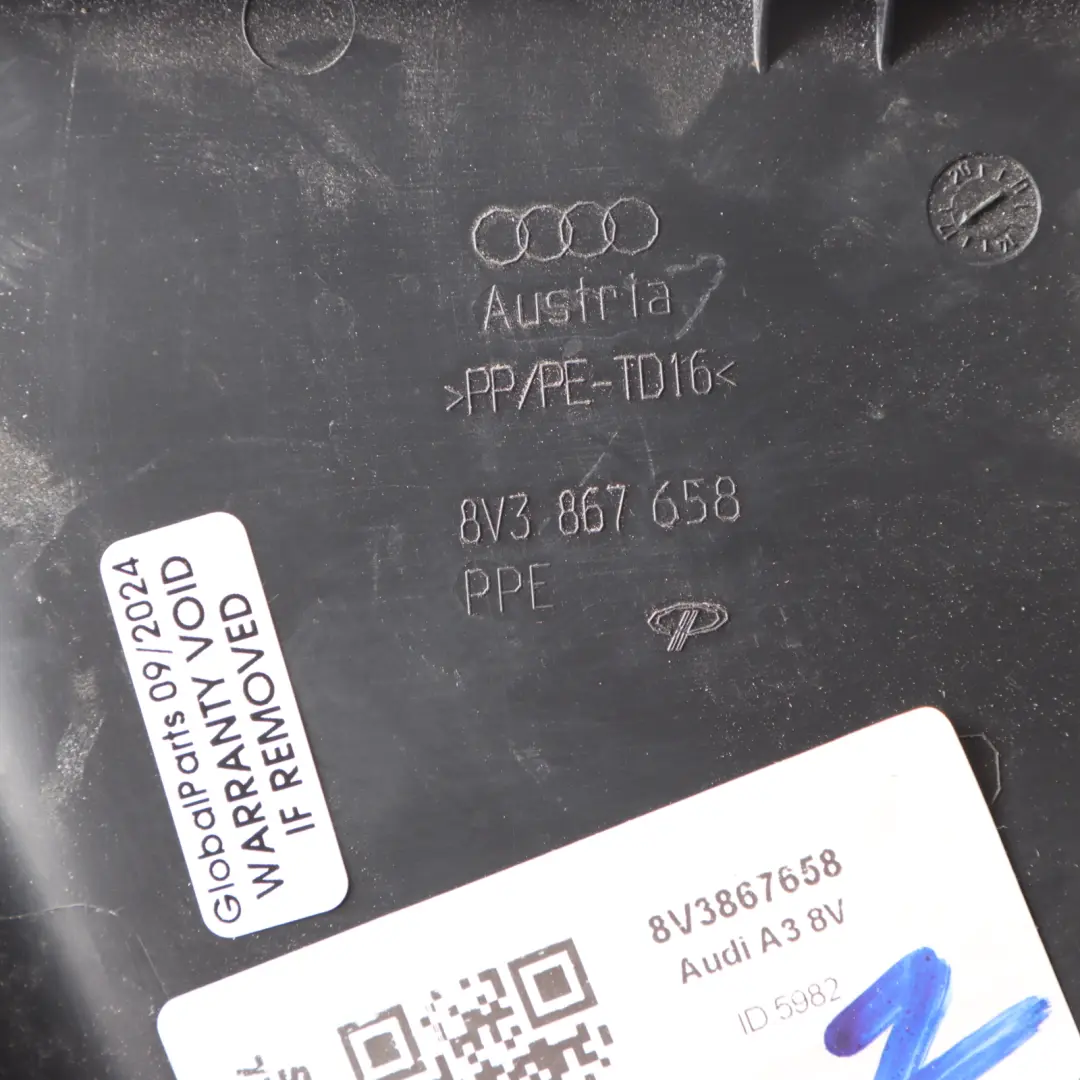 Austria
>PP/PE-TD16<
8V3 867 658
PPE
GlobalParts 09/2024
WARRANTY VOID
IF REMOVED
8V3867658
Audi A3 8V
ID 5982